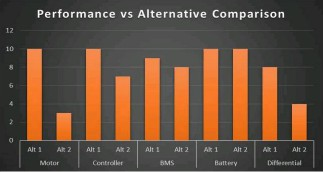 Performance vs Alternative Comparison
12
10
8
6
4
2
0
Alt 1 Alt 2 Alt 1 Alt 2 Alt 1 Alt 2 Alt 1 Alt 2 Alt 1 Alt 2
Motor Controller BMS Battery Differential